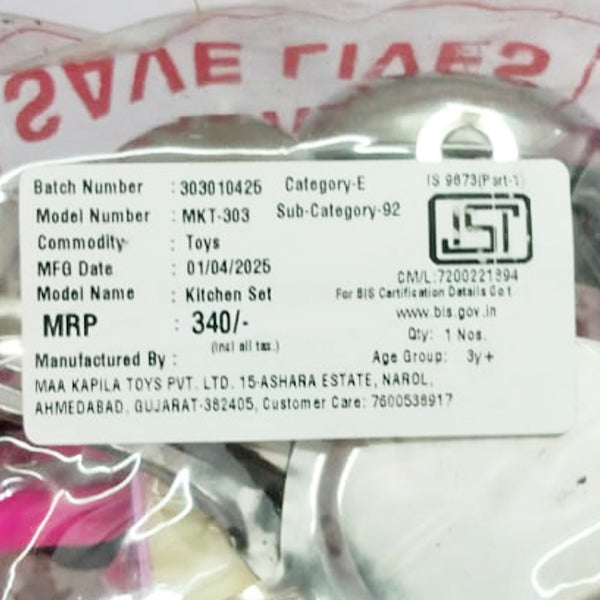 SAVE LIVES
Batch Number : 303010425 Category-E IS 9873(Part-1)
Model Number : MKT-303 Sub-Category-92
Commodity : Toys
MFG Date : 01/04/2025
CM/L:7200221894
Model Name : Kitchen Set For BIS Certification Details Go t
www.bis.gov.in
MRP : 340/-
Qty: 1 Nos.
(Incl all tax.)
Manufactured By : Age Group: 3y+
MAA KAPILA TOYS PVT. LTD. 15-ASHARA ESTATE, NAROL,
AHMEDABAD, GUJARAT-382405, Customer Care: 7600538917